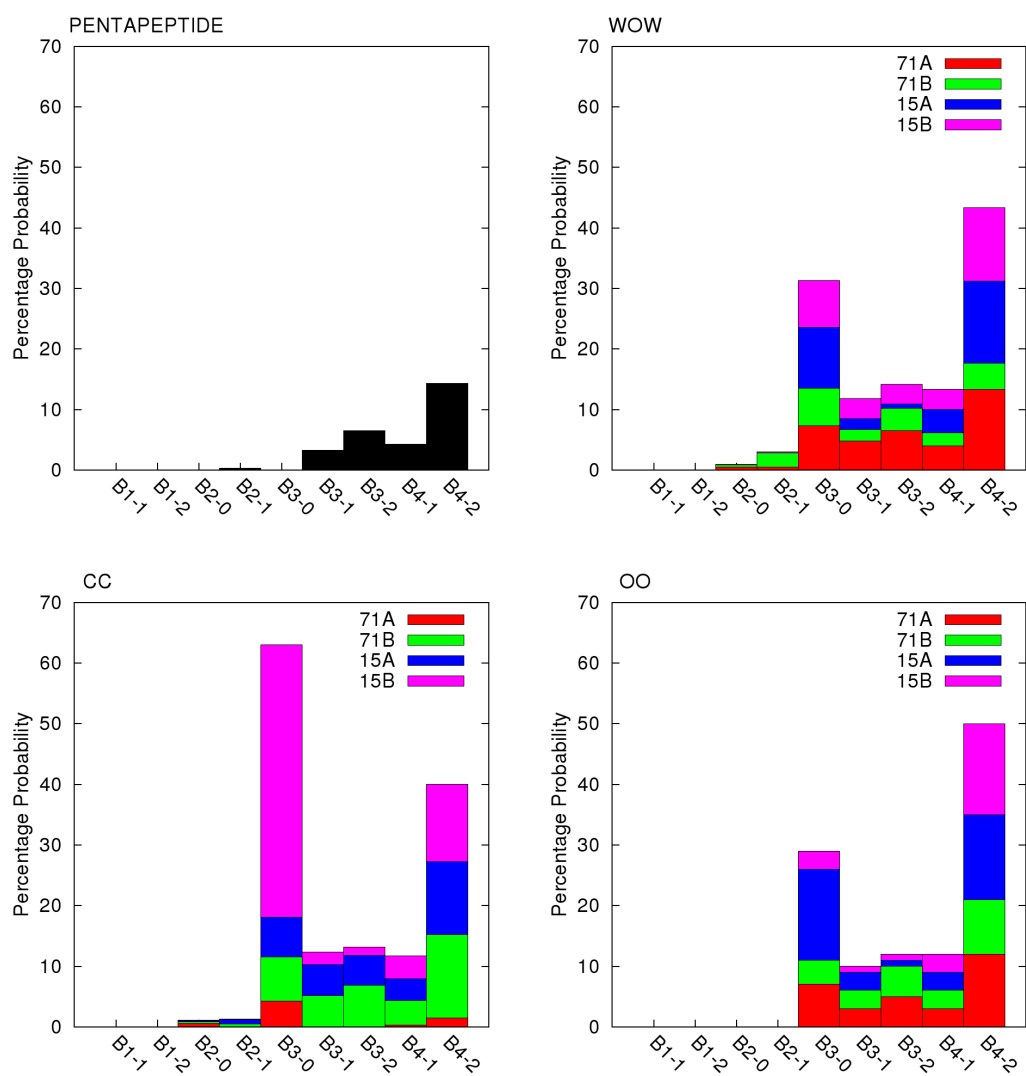 PENTAPEPTIDE
70
60
50
40
30
20
10
0
Percentage Probability
B1-1
B1-2
B2-0
B2-1
B3-0
B3-1
B3-2
B4-1
B4-2
WOW
70
60
50
40
30
20
10
0
Percentage Probability
71A
71B
15A
15B
B1-1
B1-2
B2-0
B2-1
B3-0
B3-1
B3-2
B4-1
B4-2
CC
70
60
50
40
30
20
10
0
Percentage Probability
71A
71B
15A
15B
B1-1
B1-2
B2-0
B2-1
B3-0
B3-1
B3-2
B4-1
B4-2
OO
70
60
50
40
30
20
10
0
Percentage Probability
71A
71B
15A
15B
B1-1
B1-2
B2-0
B2-1
B3-0
B3-1
B3-2
B4-1
B4-2